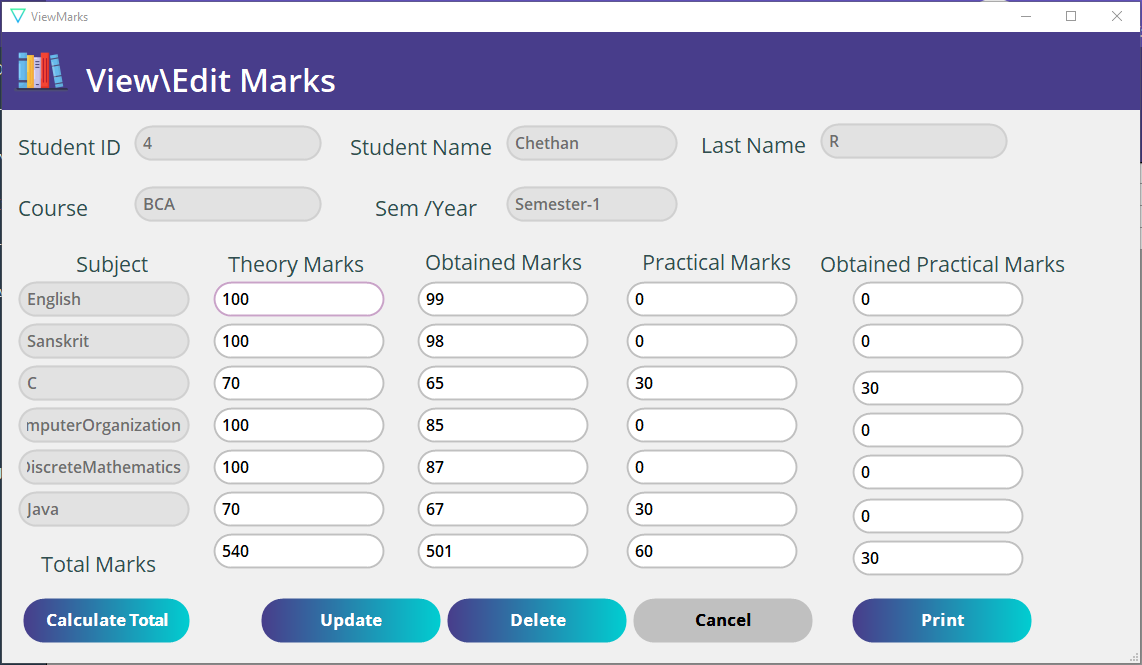 ViewMarks
View\Edit Marks
Student ID 4 Student Name Chethan Last Name R
Course BCA Sem /Year Semester-1
Subject Theory Marks Obtained Marks Practical Marks Obtained Practical Marks
English 100 99 0 0
Sanskrit 100 98 0 0
C 70 65 30 30
mputerOrganization 100 85 0 0
DiscreteMathematics 100 87 0 0
Java 70 67 30 0
Total Marks 540 501 60 30
Calculate Total Update Delete Cancel Print